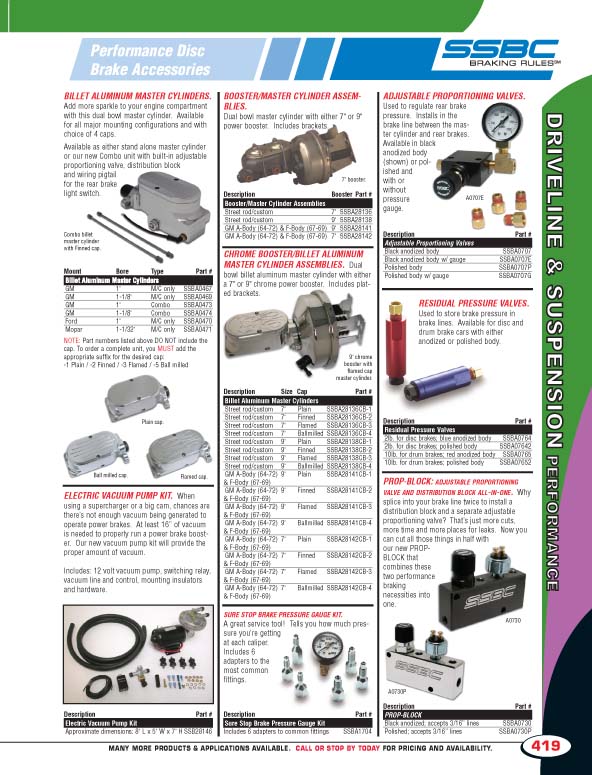 Performance Disc
Brake Accessories
SSBC
BRAKING RULES℠
BILLET ALUMINUM MASTER CYLINDERS.
Add more sparkle to your engine compartment
with this dual bowl master cylinder. Available
for all major mounting configurations and with
choice of 4 caps.
Available as either stand alone master cylinder
or our new Combo unit with built-in adjustable
proportioning valve, distribution block
and wiring pigtail
for the rear brake
light switch.
Combo billet
master cylinder
with Finned cap.
Mount Bore Type Part #
Billet Aluminum Master Cylinders
GM 1" M/C only SSBA0467
GM 1-1/8' M/C only SSBA0469
GM 1" Combo SSBA0473
GM 1-1/8' Combo SSBA0474
Ford 1" M/C only SSBA0470
Mopar 1-1/32' M/C only SSBA0471
NOTE: Part numbers listed above DO NOT include the
cap. To order a complete unit, you MUST add the
appropriate suffix for the desired cap:
-1 Plain / -2 Finned / -3 Flamed / -5 Ball milled
Plain cap.
Ball milled cap.
Flamed cap.
ELECTRIC VACUUM PUMP KIT. When
using a supercharger or a big cam, chances are
there's not enough vacuum being generated to
operate power brakes. At least 16" of vacuum
is needed to properly run a power brake boost-
er. Our new vacuum pump kit will provide the
proper amount of vacuum.
Includes: 12 volt vacuum pump, switching relay,
vacuum line and control, mounting insulators
and hardware.
Description Part #
Electric Vacuum Pump Kit
Approximate dimensions: 8' L x 5' W x 7' H SSB28146
BOOSTER/MASTER CYLINDER ASSEM-
BLIES.
Dual bowl master cylinder with either 7" or 9"
power booster. Includes brackets.
7" booster.
Description Booster Part #
Booster/Master Cylinder Assemblies
Street rod/custom 7' SSBA28136
Street rod/custom 9' SSBA28138
GM A-Body (64-72) & F-Body (67-69) 9' SSBA28141
GM A-Body (64-72) & F-Body (67-69) 7' SSBA28142
CHROME BOOSTER/BILLET ALUMINUM
MASTER CYLINDER ASSEMBLIES. Dual
bowl billet aluminum master cylinder with either
a 7" or 9" chrome power booster. Includes plat-
ed brackets.
9' chrome
booster with
flamed cap
master cylinder.
Description Size Cap Part #
Billet Aluminum Master Cylinders
Street rod/custom 7' Plain SSBA28136CB-1
Street rod/custom 7' Finned SSBA28136CB-2
Street rod/custom 7' Flamed SSBA28136CB-3
Street rod/custom 7' Ballmilled SSBA28136CB-4
Street rod/custom 9' Plain SSBA28138CB-1
Street rod/custom 9' Finned SSBA28138CB-2
Street rod/custom 9' Flamed SSBA28138CB-3
Street rod/custom 9' Ballmilled SSBA28138CB-4
GM A-Body (64-72) 9' Plain SSBA28141CB-1
& F-Body (67-69)
GM A-Body (64-72) 9' Finned SSBA28141CB-2
& F-Body (67-69)
GM A-Body (64-72) 9' Flamed SSBA28141CB-3
& F-Body (67-69)
GM A-Body (64-72) 9' Ballmilled SSBA28141CB-4
& F-Body (67-69)
GM A-Body (64-72) 7' Plain SSBA28142CB-1
& F-Body (67-69)
GM A-Body (64-72) 7' Finned SSBA28142CB-2
& F-Body (67-69)
GM A-Body (64-72) 7' Flamed SSBA28142CB-3
& F-Body (67-69)
GM A-Body (64-72) 7' Ballmilled SSBA28142CB-4
& F-Body (67-69)
SURE STOP BRAKE PRESSURE GAUGE KIT.
A great service tool! Tells you how much pres-
sure you're getting
at each caliper.
Includes 6
adapters to the
most common
fittings.
Description Part #
Sure Stop Brake Pressure Gauge Kit
Includes 6 adapters to common fittings SSBA1704
ADJUSTABLE PROPORTIONING VALVES.
Used to regulate rear brake
pressure. Installs in the
brake line between the mas-
ter cylinder and rear brakes.
Available in black
anodized body
(shown) or pol-
ished and
with or
without
pressure
gauge.
A0707E
Description Part #
Adjustable Proportioning Valves
Black anodized body SSBA0707
Black anodized body w/ gauge SSBA0707E
Polished body SSBA0707P
Polished body w/ gauge SSBA0707G
RESIDUAL PRESSURE VALVES.
Used to store brake pressure in
brake lines. Available for disc and
drum brake cars with either
anodized or polished body.
Description Part #
Residual Pressure Valves
2lb. for disc brakes; blue anodized body SSBA0764
2lb. for disc brakes; polished body SSBA07642
10lb. for drum brakes; red anodized body SSBA0765
10lb. for drum brakes; polished body SSBA07652
PROP-BLOCK: ADJUSTABLE PROPORTIONING
VALVE AND DISTRIBUTION BLOCK ALL-IN-ONE. Why
splice into your brake line twice to install a
distribution block and a separate adjustable
proportioning valve? That's just more cuts,
more time and more places for leaks. Now you
can cut all those things in half with
our new PROP-
BLOCK that
combines these
two performance
braking
necessities into
one.
SSBC
A0730
SSBC
A0730P
Description Part #
PROP-BLOCK
Black anodized; accepts 3/16" lines SSBA0730
Polished; accepts 3/16" lines SSBA0730P
DRIVELINE & SUSPENSION PERFORMANCE
MANY MORE PRODUCTS & APPLICATIONS AVAILABLE. CALL OR STOP BY TODAY FOR PRICING AND AVAILABILITY.
419